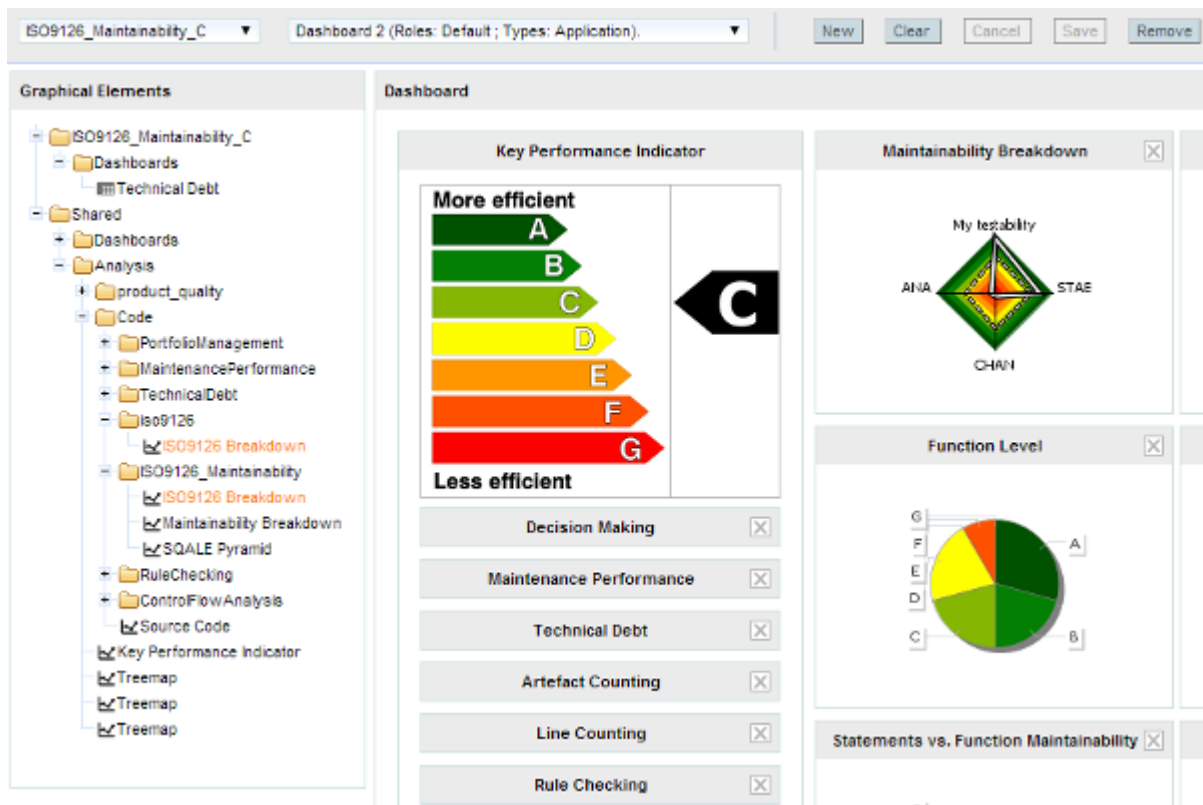 ISO9126_Maintainability_C
Dashboard 2 (Roles: Default ; Types: Application).
New
Clear
Cancel
Save
Remove
Graphical Elements
ISO9126_Maintainability_C
Dashboards
Technical Debt
Shared
Dashboards
Analysis
product_quality
Code
PortfolioManagement
MaintenancePerformance
TechnicalDebt
iso9126
ISO9126 Breakdown
ISO9126_Maintainability
ISO9126 Breakdown
Maintainability Breakdown
SQALE Pyramid
RuleChecking
ControlFlowAnalysis
Source Code
Key Performance Indicator
Treemap
Treemap
Treemap
Dashboard
Key Performance Indicator
More efficient
A
B
C
D
E
F
G
Less efficient
C
Decision Making
Maintenance Performance
Technical Debt
Artefact Counting
Line Counting
Rule Checking
Maintainability Breakdown
My testability
ANA
STAB
CHAN
Function Level
G
F
E
D
C
A
B
Statements vs. Function Maintainability